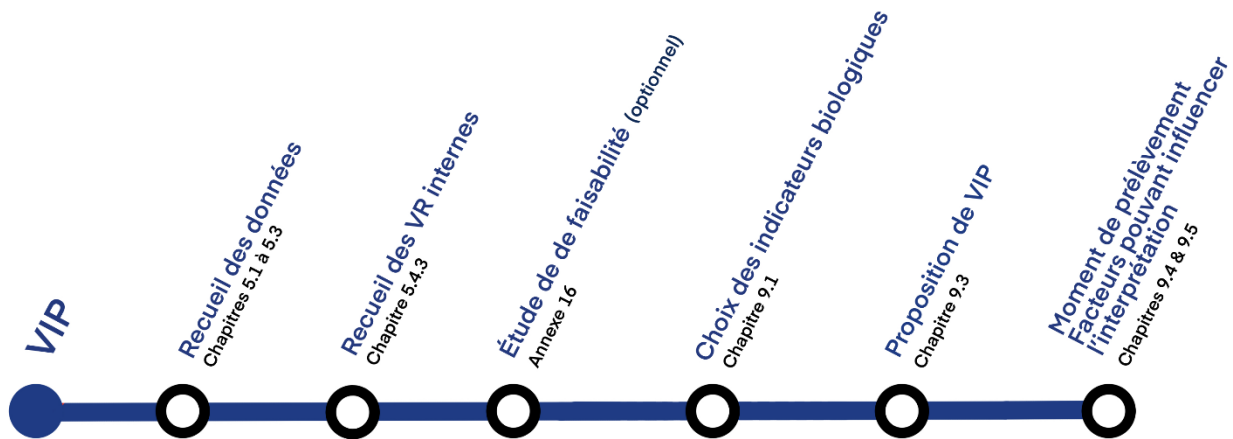 VIP
Recueil des données
Chapitres 5.1 à 5.3
Recueil des VR internes
Chapitre 5.4.3
Étude de faisabilité (optionnel)
Annexe 16
Choix des indicateurs biologiques
Chapitre 9.1
Proposition de VIP
Chapitre 9.3
Moment de prélèvement
Facteurs pouvant influencer
l'interprétation
Chapitres 9.4 & 9.5